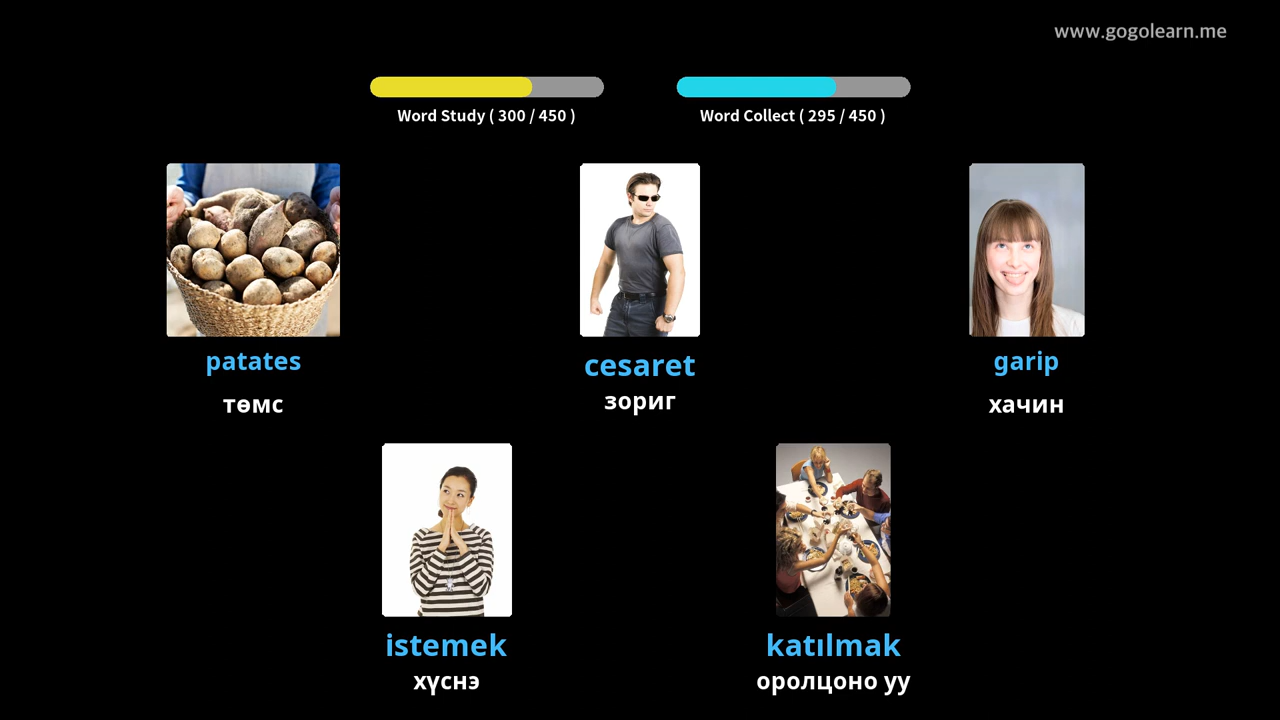 www.gogolearn.me
Word Study ( 300 / 450 )
Word Collect ( 295 / 450 )
patates
төмс
cesaret
зориг
garip
хачин
istemek
хүснэ
katılmak
оролцоно уу